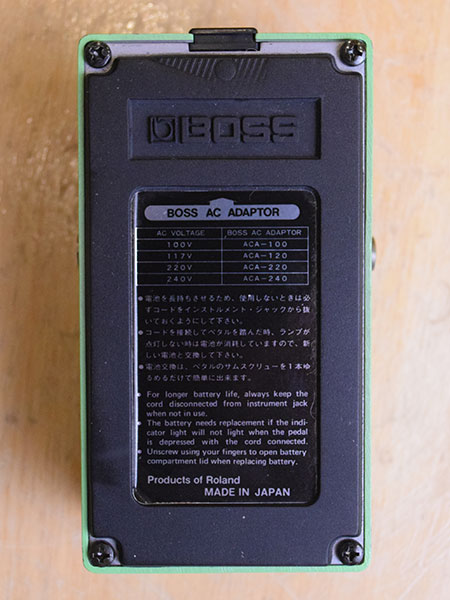 BOSS
BOSS AC ADAPTOR
AC VOLTAGE BOSS AC ADAPTOR
100V ACA-100
117V ACA-120
220V ACA-220
240V ACA-240
●電池を長持ちさせるため、使用しないときは必
ずコードをインストルメント・ジャックから抜
いておくようにして下さい。
●コードを接続してペダルを踏んだ時、ランプが
点灯しない時は電池が消耗していますので、新
しい電池と交換して下さい。
●電池交換は、ペダルのサムスクリューを1本ゆ
るめるだけで簡単に出来ます。
● For longer battery life, always keep the
cord disconnected from instrument jack
when not in use.
● The battery needs replacement if the indi-
cator light will not light when the pedal
is depressed with the cord connected.
● Unscrew using your fingers to open battery
compartment lid when replacing battery.
Products of Roland
MADE IN JAPAN